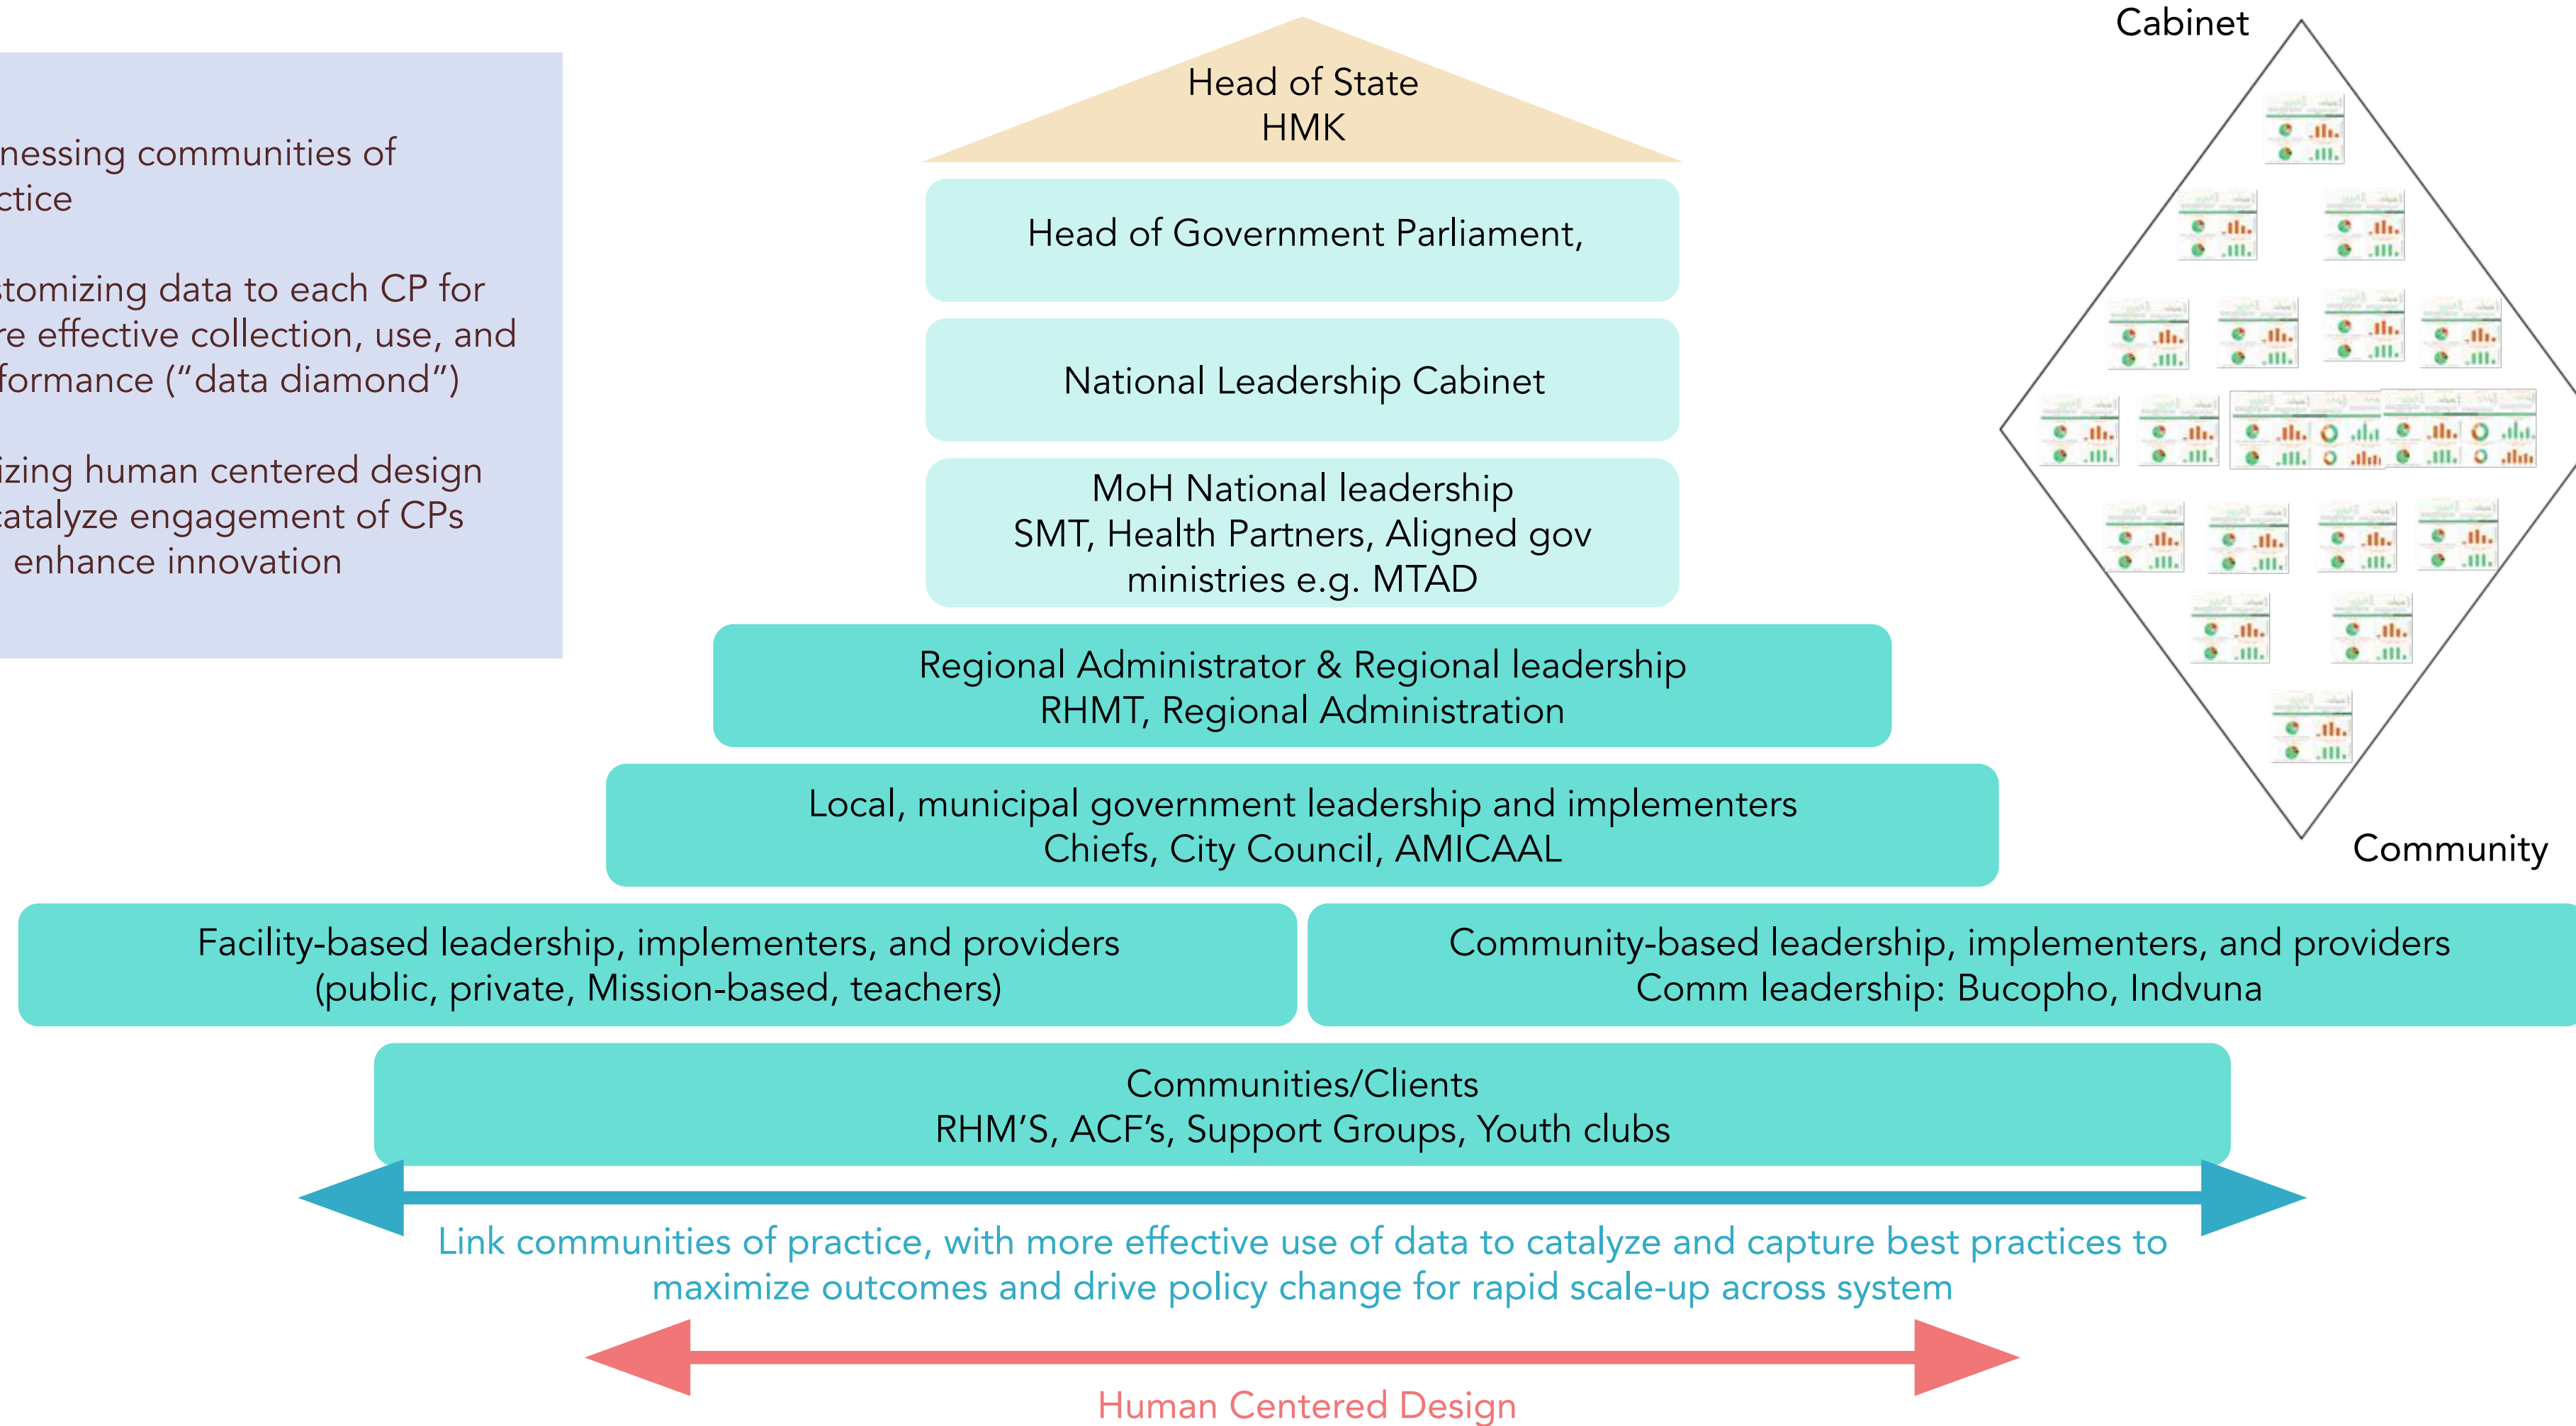 nessing communities of
ctice
stomizing data to each CP for
re effective collection, use, and
formance (“data diamond”)
izing human centered design
catalyze engagement of CPs
enhance innovation
Head of State
HMK
Head of Government Parliament,
National Leadership Cabinet
MoH National leadership
SMT, Health Partners, Aligned gov
ministries e.g. MTAD
Regional Administrator & Regional leadership
RHMT, Regional Administration
Local, municipal government leadership and implementers
Chiefs, City Council, AMICAAL
Facility-based leadership, implementers, and providers
(public, private, Mission-based, teachers)
Community-based leadership, implementers, and providers
Comm leadership: Bucopho, Indvuna
Communities/Clients
RHM’S, ACF’s, Support Groups, Youth clubs
Link communities of practice, with more effective use of data to catalyze and capture best practices to
maximize outcomes and drive policy change for rapid scale-up across system
Human Centered Design
Cabinet
Community